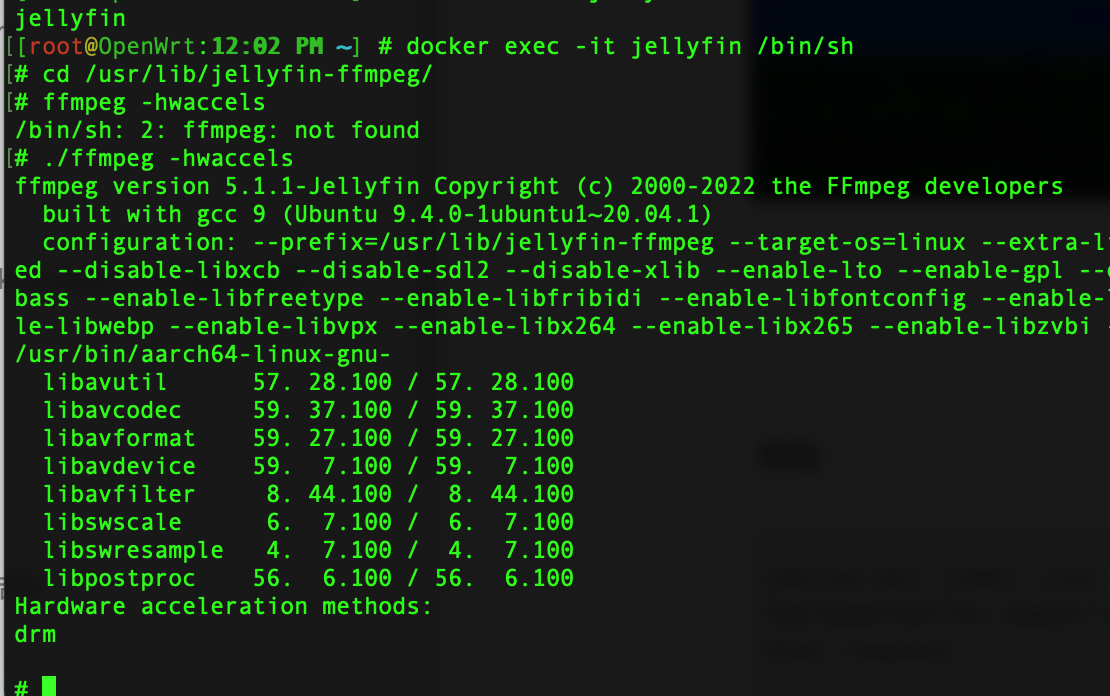 jellyfin
[[root@OpenWrt:12:02 PM ~] # docker exec -it jellyfin /bin/sh
[# cd /usr/lib/jellyfin-ffmpeg/
[# ffmpeg -hwaccels
/bin/sh: 2: ffmpeg: not found
[# ./ffmpeg -hwaccels
ffmpeg version 5.1.1-Jellyfin Copyright (c) 2000-2022 the FFmpeg developers
  built with gcc 9 (Ubuntu 9.4.0-1ubuntu1~20.04.1)
  configuration: --prefix=/usr/lib/jellyfin-ffmpeg --target-os=linux --extra-l
ed --disable-libxcb --disable-sdl2 --disable-xlib --enable-lto --enable-gpl --
bass --enable-libfreetype --enable-libfribidi --enable-libfontconfig --enable-
le-libwebp --enable-libvpx --enable-libx264 --enable-libx265 --enable-libzvbi -
/usr/bin/aarch64-linux-gnu-
  libavutil      57. 28.100 / 57. 28.100
  libavcodec     59. 37.100 / 59. 37.100
  libavformat    59. 27.100 / 59. 27.100
  libavdevice    59.  7.100 / 59.  7.100
  libavfilter     8. 44.100 /  8. 44.100
  libswscale      6.  7.100 /  6.  7.100
  libswresample   4.  7.100 /  4.  7.100
  libpostproc    56.  6.100 / 56.  6.100
Hardware acceleration methods:
drm
#